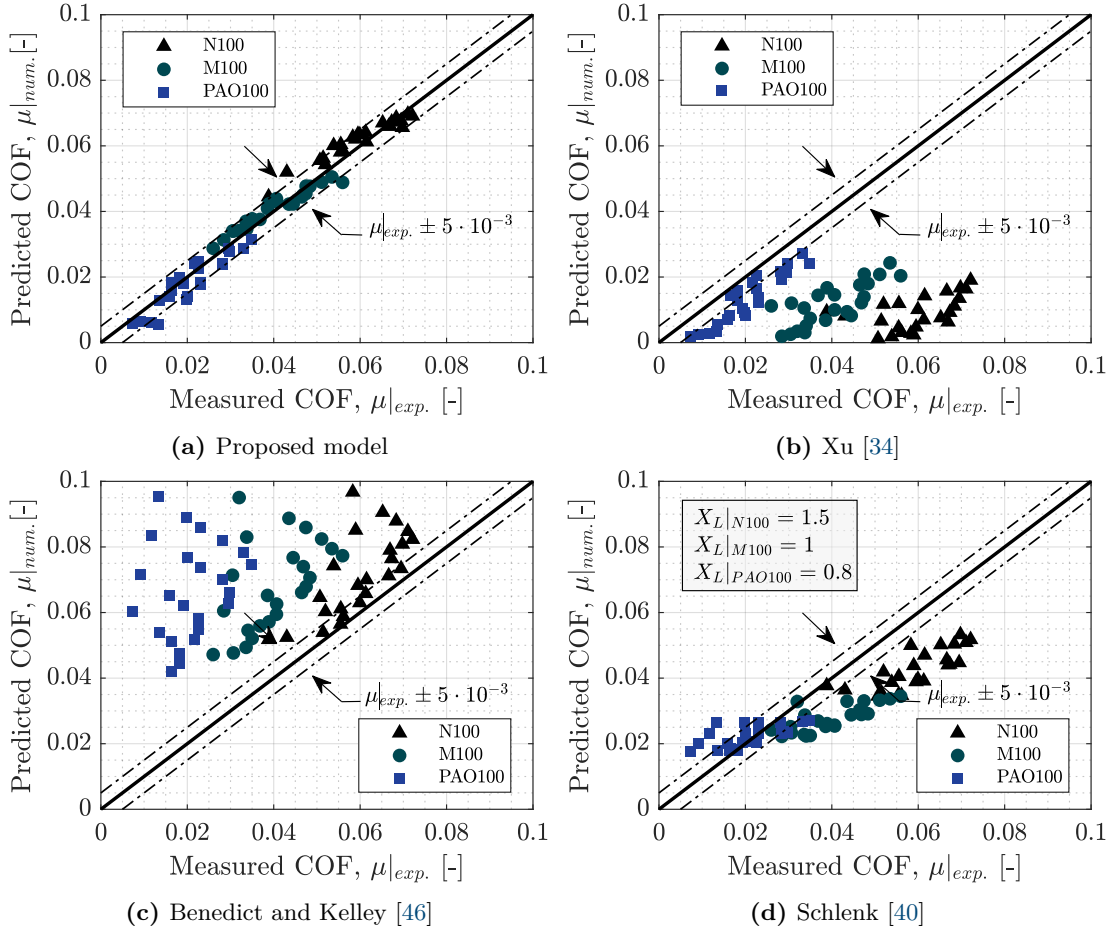 0.1
0.08
0.06
0.04
0.02
0
Predicted COF, μ|num.[-]
N100
M100
PAO100
μ|exp. ± 5 · 10⁻³
0 0.02 0.04 0.06 0.08 0.1
Measured COF, μ|exp. [-]
(a) Proposed model
0.1
0.08
0.06
0.04
0.02
0
Predicted COF, μ|num.[-]
N100
M100
PAO100
μ|exp. ± 5 · 10⁻³
0 0.02 0.04 0.06 0.08 0.1
Measured COF, μ|exp. [-]
(b) Xu [34]
0.1
0.08
0.06
0.04
0.02
0
Predicted COF, μ|num.[-]
μ|exp. ± 5 · 10⁻³
N100
M100
PAO100
0 0.02 0.04 0.06 0.08 0.1
Measured COF, μ|exp. [-]
(c) Benedict and Kelley [46]
0.1
0.08
0.06
0.04
0.02
0
Predicted COF, μ|num.[-]
X_L|N100 = 1.5
X_L|M100 = 1
X_L|PAO100 = 0.8
μ|exp. ± 5 · 10⁻³
N100
M100
PAO100
0 0.02 0.04 0.06 0.08 0.1
Measured COF, μ|exp. [-]
(d) Schlenk [40]